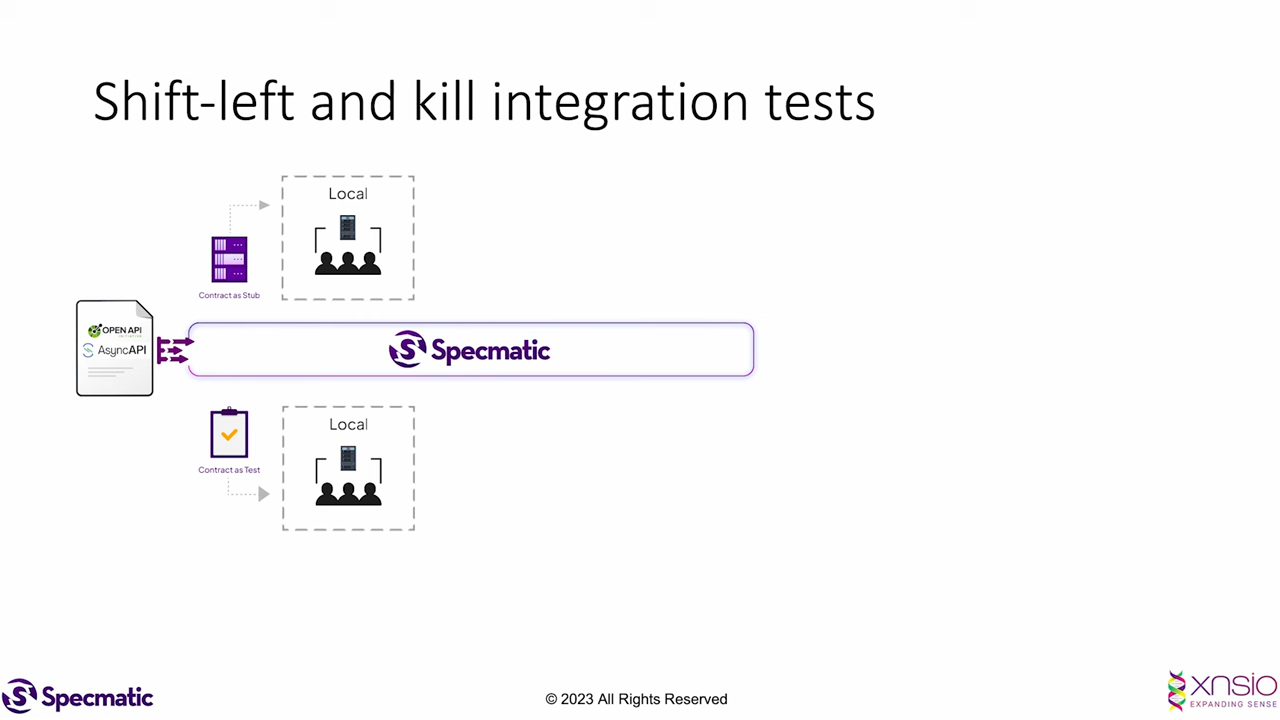 Shift-left and kill integration tests
Local
Contract as Stub
OPEN API
INITIATIVE
AsyncAPI
Specmatic
Local
Contract as Test
Specmatic
© 2023 All Rights Reserved
xnsio
EXPANDING SENSE